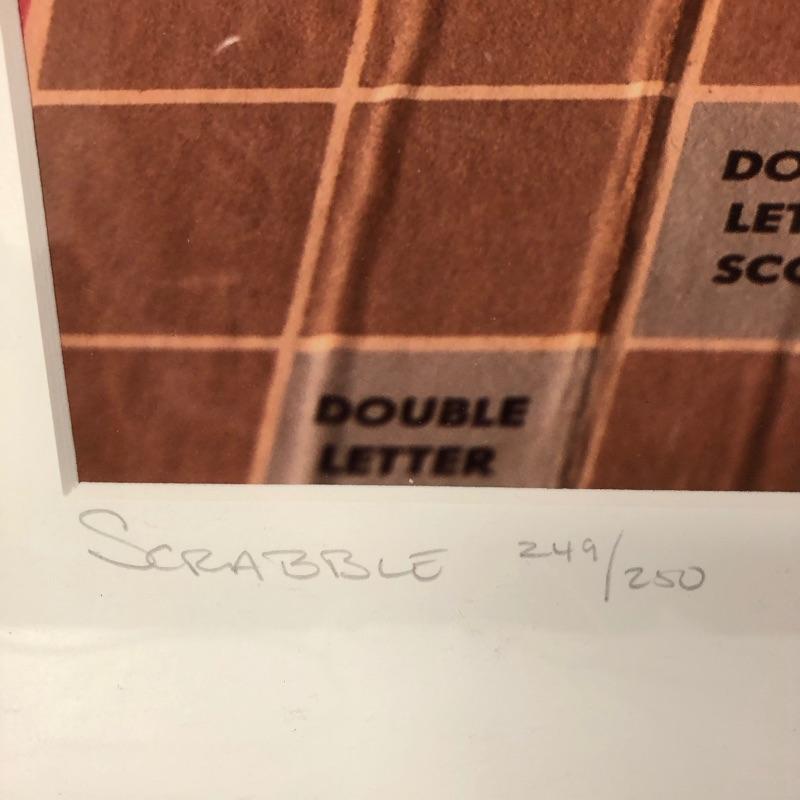 DO
LET
SCO
DOUBLE
LETTER
SCRABBLE 249/250